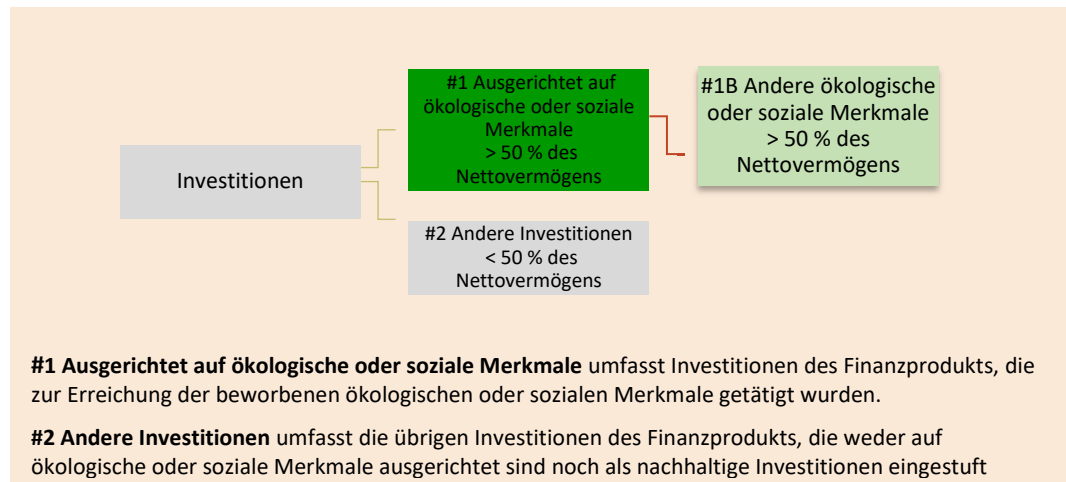 #1 Ausgerichtet auf
ökologische oder soziale
Merkmale
> 50 % des
Nettovermögens
#1B Andere ökologische
oder soziale Merkmale
> 50 % des
Nettovermögens
Investitionen
#2 Andere Investitionen
< 50 % des
Nettovermögens
#1 Ausgerichtet auf ökologische oder soziale Merkmale umfasst Investitionen des Finanzprodukts, die
zur Erreichung der beworbenen ökologischen oder sozialen Merkmale getätigt wurden.
#2 Andere Investitionen umfasst die übrigen Investitionen des Finanzprodukts, die weder auf
ökologische oder soziale Merkmale ausgerichtet sind noch als nachhaltige Investitionen eingestuft